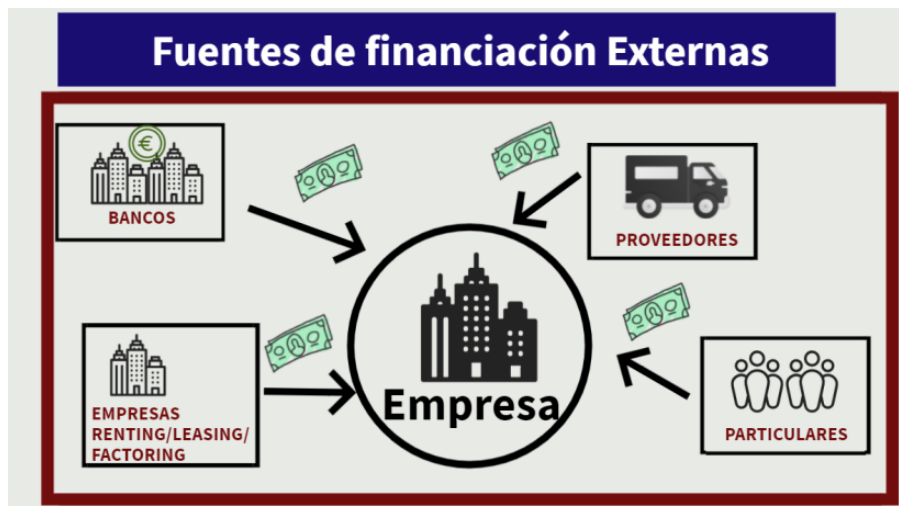 Fuentes de financiación Externas
€
BANCOS
PROVEEDORES
EMPRESAS
RENTING/LEASING/
FACTORING
Empresa
PARTICULARES